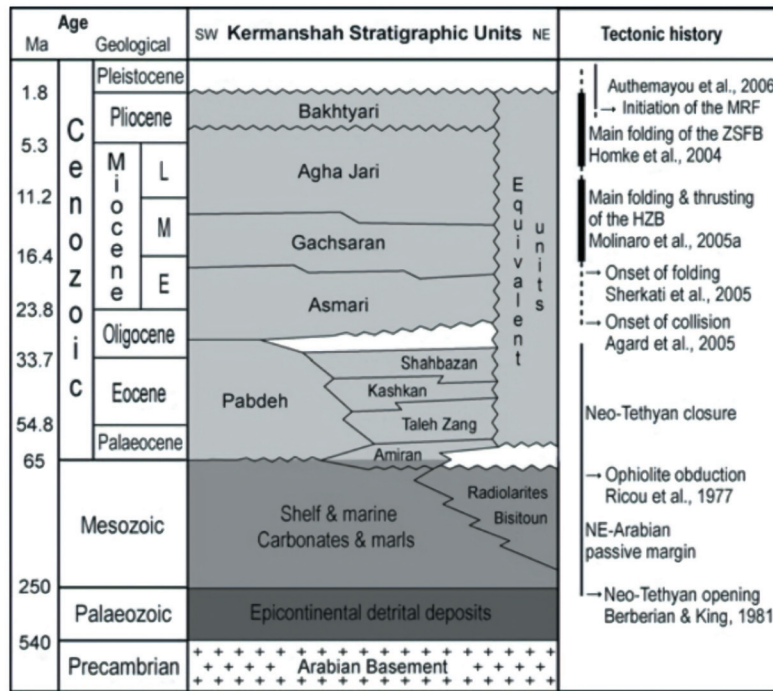 Age
Ma Geological
SW Kermanshah Stratigraphic Units NE
Tectonic history
1.8
5.3
11.2
16.4
23.8
33.7
54.8
65
250
540
Cenozoic
Pleistocene
Pliocene
Miocene
L
M
E
Oligocene
Eocene
Palaeocene
Mesozoic
Palaeozoic
Precambrian
Bakhtyari
Agha Jari
Gachsaran
Asmari
Shahbazan
Kashkan
Pabdeh
Taleh Zang
Amiran
Equivalent
units
Radiolarites
Bisitoun
Shelf & marine
Carbonates & marls
Epicontinental detrital deposits
Arabian Basement
Authemayou et al., 2006
Initiation of the MRF
Main folding of the ZSFB
Homke et al., 2004
Main folding & thrusting
of the HZB
Molinaro et al., 2005a
Onset of folding
Sherkati et al., 2005
Onset of collision
Agard et al., 2005
Neo-Tethyan closure
Ophiolite obduction
Ricou et al., 1977
NE-Arabian
passive margin
Neo-Tethyan opening
Berberian & King, 1981